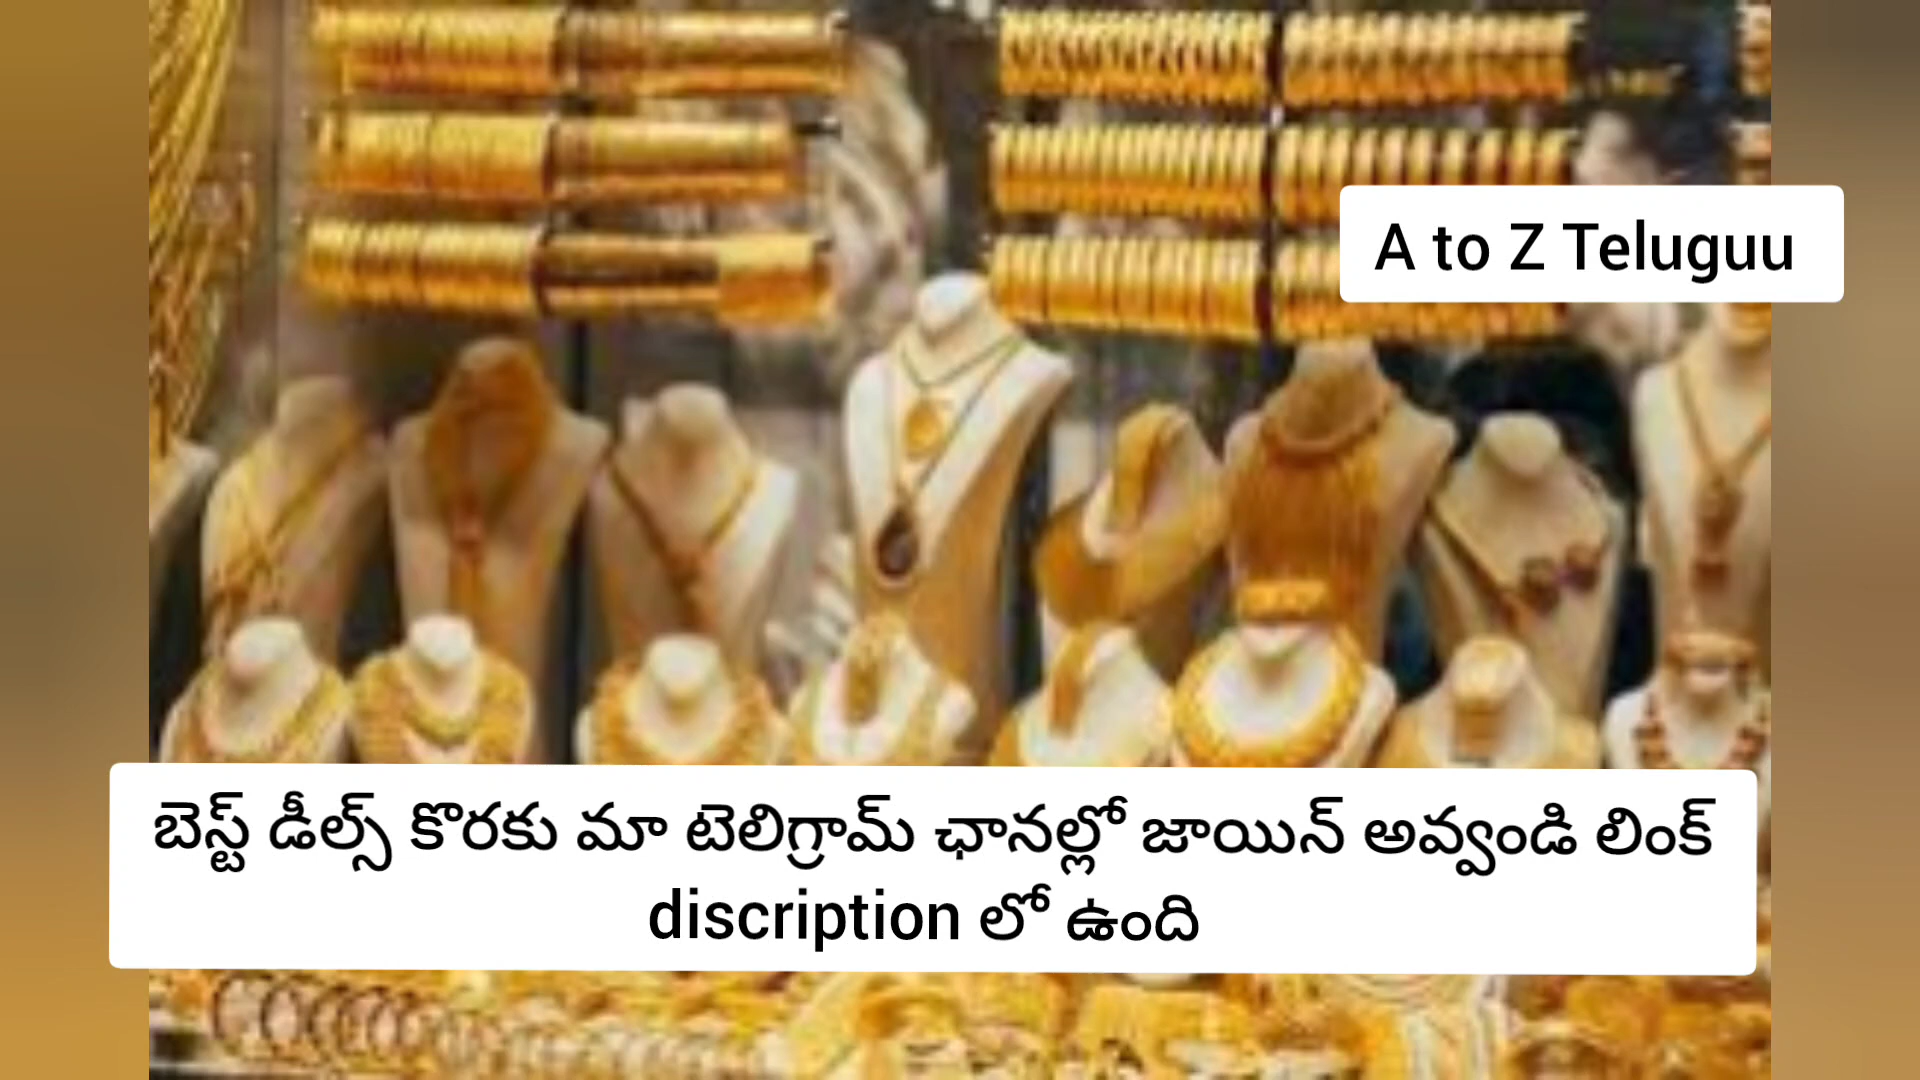 A to Z Teluguu
బెస్ట్ డీల్స్ కొరకు మా టెలిగ్రామ్ ఛానల్లో జాయిన్ అవ్వండి లింక్
discription లో ఉంది